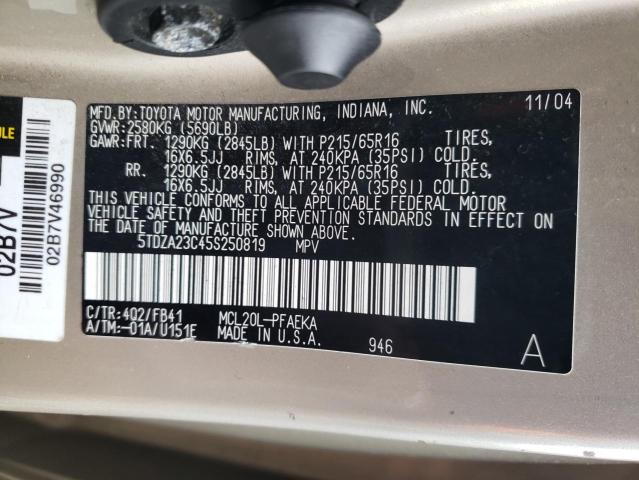 MFD.BY:TOYOTA MOTOR MANUFACTURING, INDIANA, INC. 11/04
GVWR:2580KG (5690LB)
GAWR:FRT. 1290KG (2845LB) WITH P215/65R16 TIRES,
16X6.5JJ RIMS, AT 240KPA (35PSI) COLD.
RR. 1290KG (2845LB) WITH P215/65R16 TIRES,
16X6.5JJ RIMS, AT 240KPA (35PSI) COLD.
THIS VEHICLE CONFORMS TO ALL APPLICABLE FEDERAL MOTOR
VEHICLE SAFETY AND THEFT PREVENTION STANDARDS IN EFFECT ON
THE DATE OF MANUFACTURE SHOWN ABOVE.
5TDZA23C45S250819 MPV
C/TR:4Q2/FB41 MCL20L-PFAEKA
A/TM:-01A/U151E MADE IN U.S.A. 946 A
02B7V
02B7V46990